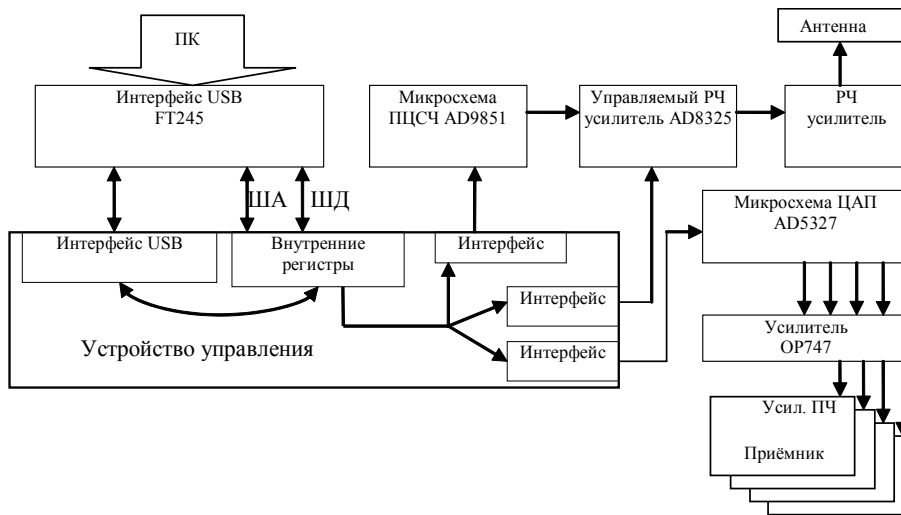 ПК
Антенна
Интерфейс USB
FT245
Микросхема
ПЦСЧ AD9851
Управляемый РЧ
усилитель AD8325
РЧ
усилитель
ША
ШД
Микросхема ЦАП
AD5327
Интерфейс USB
Внутренние
регистры
Интерфейс
Интерфейс
Интерфейс
Устройство управления
Усилитель
OP747
Усил. ПЧ
Приёмник